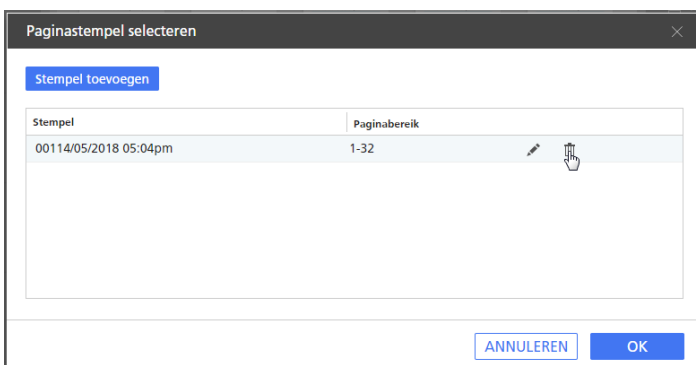 Paginastempel selecteren
Stempel toevoegen
Stempel Paginabereik
00114/05/2018 05:04pm 1-32
ANNULEREN OK